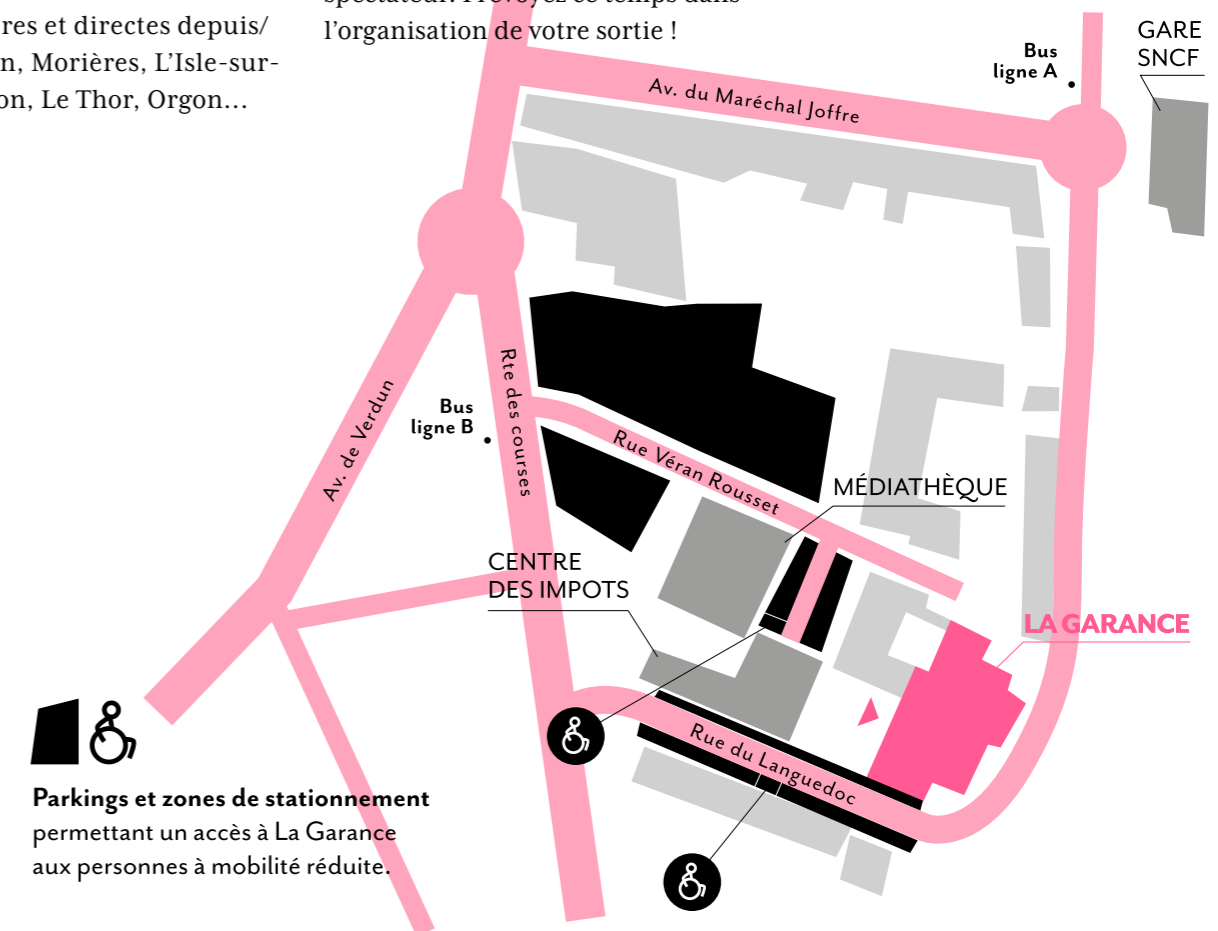 res et directes depuis/
n, Morières, L’Isle-sur-
on, Le Thor, Orgon…
l’organisation de votre sortie !
Bus
ligne A
GARE
SNCF
Av. du Maréchal Joffre
Av. de Verdun
Bus
ligne B
Rte des courses
Rue Véran Rousset
MÉDIATHÈQUE
CENTRE
DES IMPOTS
LA GARANCE
Rue du Languedoc
Parkings et zones de stationnement
permettant un accès à La Garance
aux personnes à mobilité réduite.